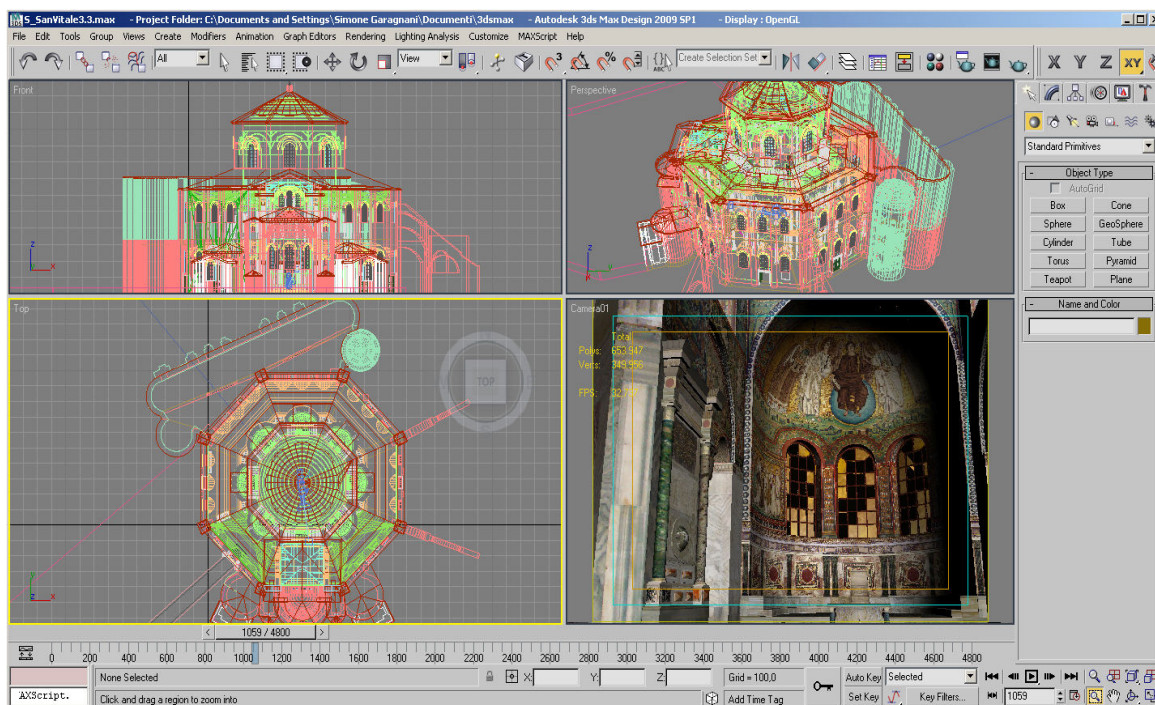 S_SanVitale3.3.max - Project Folder: C:\Documents and Settings\Simone Garagnani\Documenti\3dsmax - Autodesk 3ds Max Design 2009 SP1 - Display : OpenGL
File Edit Tools Group Views Create Modifiers Animation Graph Editors Rendering Lighting Analysis Customize MAXScript Help
All View Create Selection Set X Y Z XY
Front
Perspective
Standard Primitives
- Object Type
AutoGrid
Box Cone
Sphere GeoSphere
Cylinder Tube
Torus Pyramid
Teapot Plane
- Name and Color
z x
z y
Top
TOP
y z x
Camera01
Total
Polys: 653.947
Verts: 349.956
FPS:
< 1059 / 4800 >
0 200 400 600 800 1000 1200 1400 1600 1800 2000 2200 2400 2600 2800 3000 3200 3400 3600 3800 4000 4200 4400 4600 4800
None Selected X: Y: Z: Grid = 100,0 Auto Key Selected
AXScript. Click and drag a region to zoom into Add Time Tag Set Key Key Filters... 1059